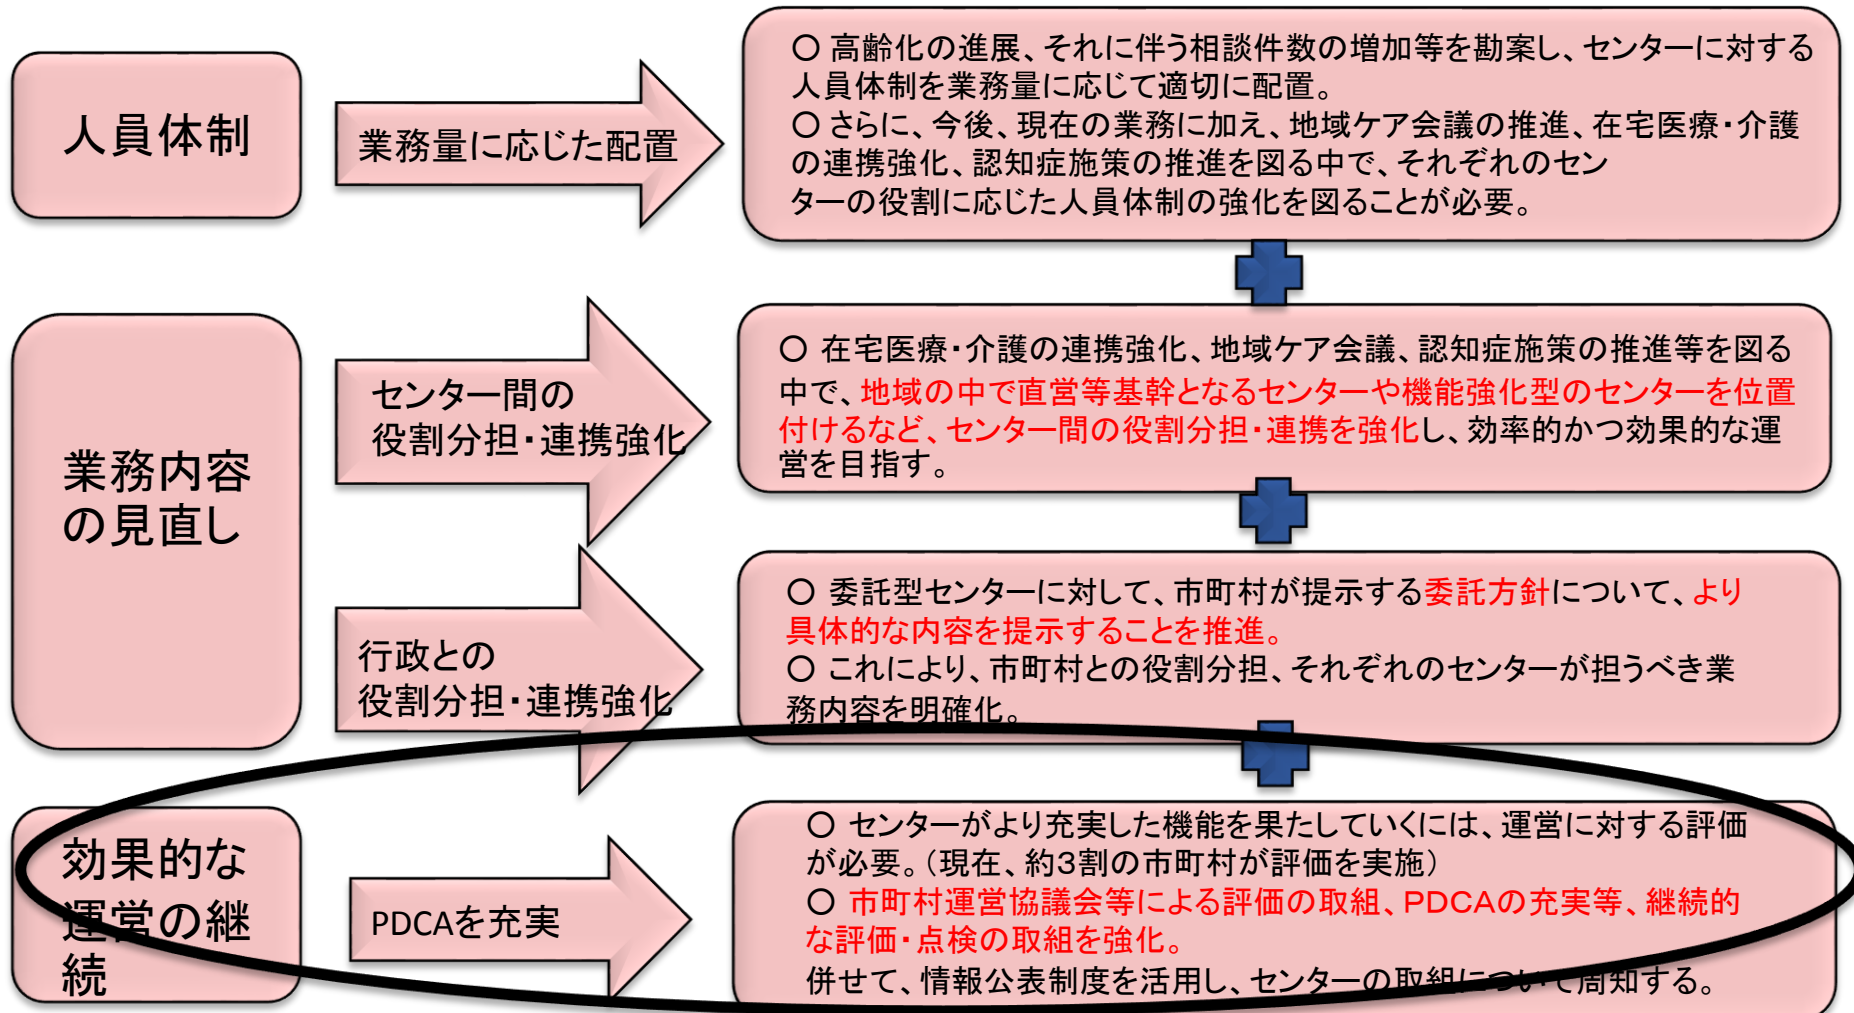 人員体制
業務量に応じた配置
○ 高齢化の進展、それに伴う相談件数の増加等を勘案し、センターに対する
人員体制を業務量に応じて適切に配置。
○ さらに、今後、現在の業務に加え、地域ケア会議の推進、在宅医療・介護
の連携強化、認知症施策の推進を図る中で、それぞれのセン
ターの役割に応じた人員体制の強化を図ることが必要。
業務内容
の見直し
センター間の
役割分担・連携強化
○ 在宅医療・介護の連携強化、地域ケア会議、認知症施策の推進等を図る
中で、地域の中で直営等基幹となるセンターや機能強化型のセンターを位置
付けるなど、センター間の役割分担・連携を強化し、効率的かつ効果的な運
営を目指す。
行政との
役割分担・連携強化
○ 委託型センターに対して、市町村が提示する委託方針について、より
具体的な内容を提示することを推進。
○ これにより、市町村との役割分担、それぞれのセンターが担うべき業
務内容を明確化。
効果的な
運営の継
続
PDCAを充実
○ センターがより充実した機能を果たしていくには、運営に対する評価
が必要。（現在、約３割の市町村が評価を実施）
○ 市町村運営協議会等による評価の取組、PDCAの充実等、継続的
な評価・点検の取組を強化。
併せて、情報公表制度を活用し、センターの取組について周知する。